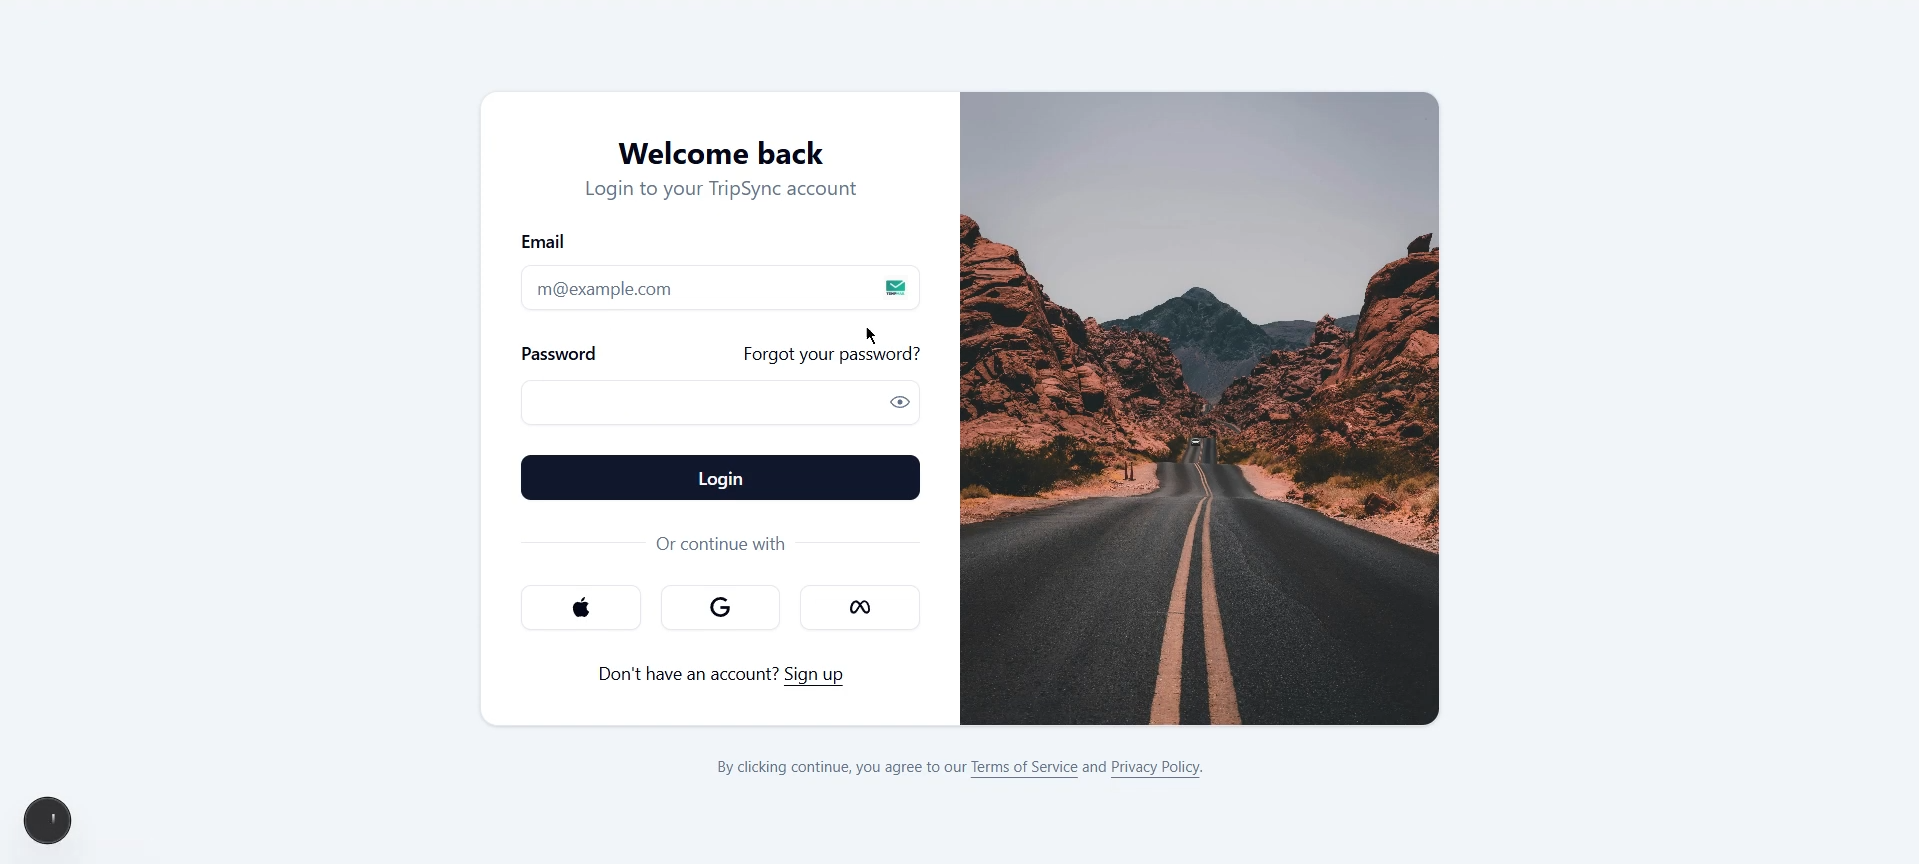 Welcome back
Login to your TripSync account
Email
m@example.com
Password
Forgot your password?
Login
Or continue with
Don't have an account? Sign up
By clicking continue, you agree to our Terms of Service and Privacy Policy.